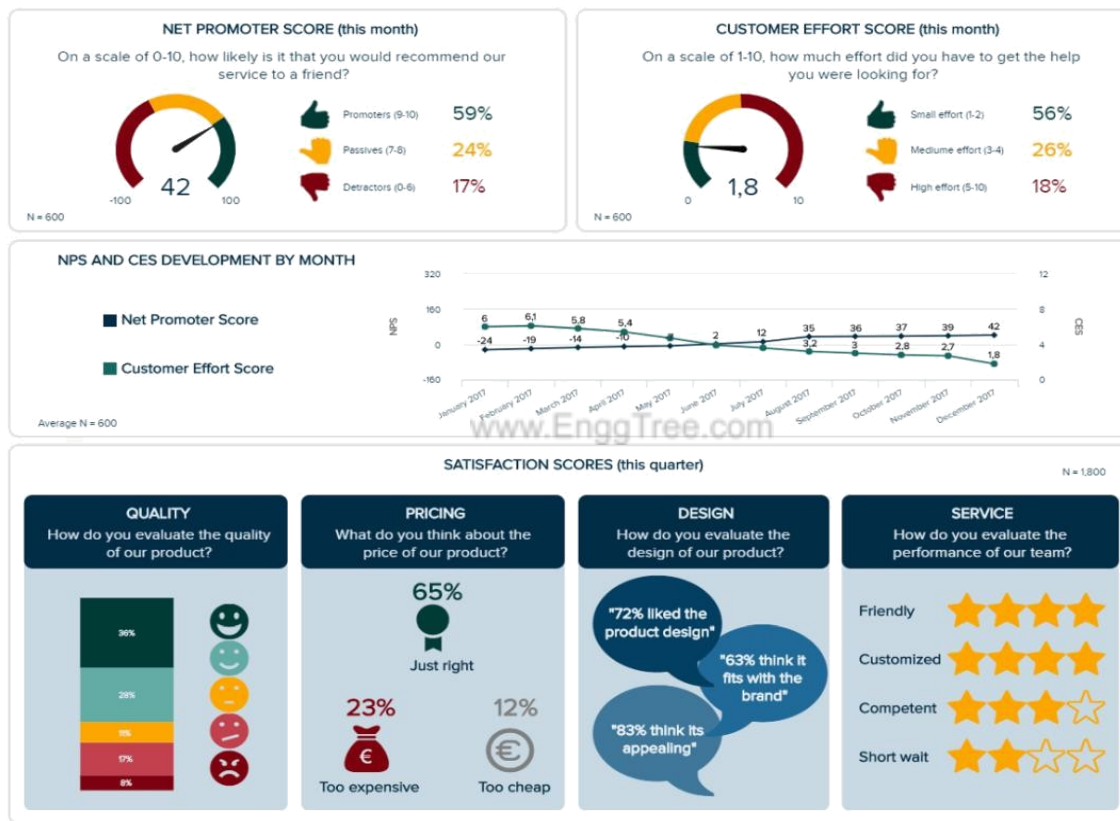 NET PROMOTER SCORE (this month)
On a scale of 0-10, how likely is it that you would recommend our
service to a friend?
Promoters (9-10) 59%
Passives (7-8) 24%
Detractors (0-6) 17%
42
-100 100
N = 600
CUSTOMER EFFORT SCORE (this month)
On a scale of 1-10, how much effort did you have to get the help
you were looking for?
Small effort (1-2) 56%
Mediume effort (3-4) 26%
High effort (5-10) 18%
1,8
0 10
N = 600
NPS AND CES DEVELOPMENT BY MONTH
Net Promoter Score
Customer Effort Score
Average N = 600
NPS
320
160
0
-160
6 6,1 5,8 5,4 2 12 35 36 37 39 42
-24 -19 -14 -10 3,2 3 2,8 2,7 1,8
12
8
4
0
CES
January 2017 February 2017 March 2017 April 2017 May 2017 June 2017 July 2017 August 2017 September 2017 October 2017 November 2017 December 2017
www.EnggTree.com
SATISFACTION SCORES (this quarter)
N = 1,800
QUALITY
How do you evaluate the quality
of our product?
36%
28%
11%
17%
8%
PRICING
What do you think about the
price of our product?
65%
Just right
23% 12%
€ €
Too expensive Too cheap
DESIGN
How do you evaluate the
design of our product?
"72% liked the
product design"
"63% think it
fits with the
brand"
"83% think its
appealing"
SERVICE
How do you evaluate the
performance of our team?
Friendly
Customized
Competent
Short wait